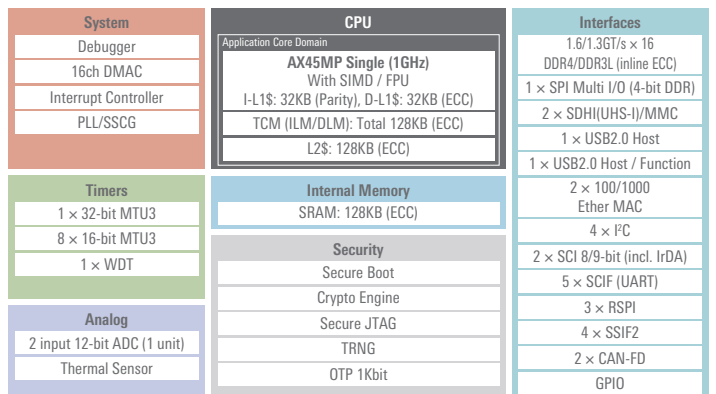 System
Debugger
16ch DMAC
Interrupt Controller
PLL/SSCG
Timers
1 × 32-bit MTU3
8 × 16-bit MTU3
1 × WDT
Analog
2 input 12-bit ADC (1 unit)
Thermal Sensor
CPU
Application Core Domain
AX45MP Single (1GHz)
With SIMD / FPU
I-L1$: 32KB (Parity), D-L1$: 32KB (ECC)
TCM (ILM/DLM): Total 128KB (ECC)
L2$: 128KB (ECC)
Internal Memory
SRAM: 128KB (ECC)
Security
Secure Boot
Crypto Engine
Secure JTAG
TRNG
OTP 1Kbit
Interfaces
1.6/1.3GT/s × 16
DDR4/DDR3L (inline ECC)
1 × SPI Multi I/O (4-bit DDR)
2 × SDHI(UHS-I)/MMC
1 × USB2.0 Host
1 × USB2.0 Host / Function
2 × 100/1000
Ether MAC
4 × I²C
2 × SCI 8/9-bit (incl. IrDA)
5 × SCIF (UART)
3 × RSPI
4 × SSIF2
2 × CAN-FD
GPIO